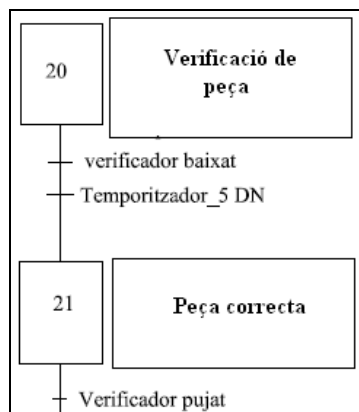 20
Verificació de
peça
verificador baixat
Temporitzador_5 DN
21
Peça correcta
Verificador pujat